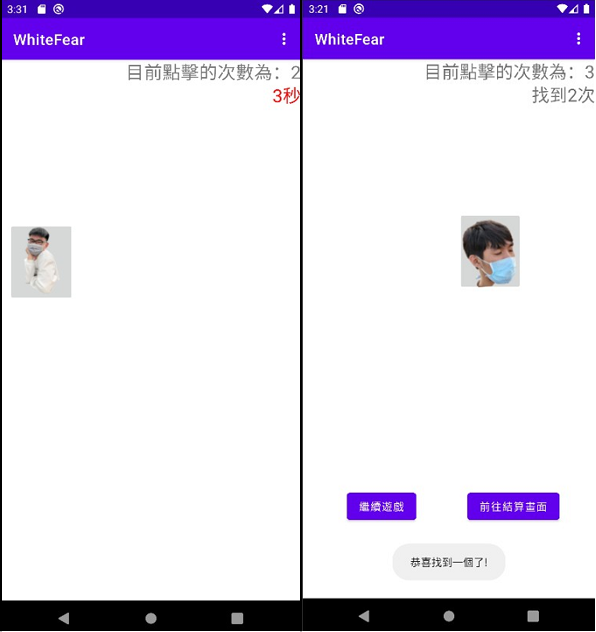 3:31
WhiteFear
目前點擊的次數為：2
3秒
3:21
WhiteFear
目前點擊的次數為：3
找到2次
繼續遊戲
前往結算畫面
恭喜找到一個了!